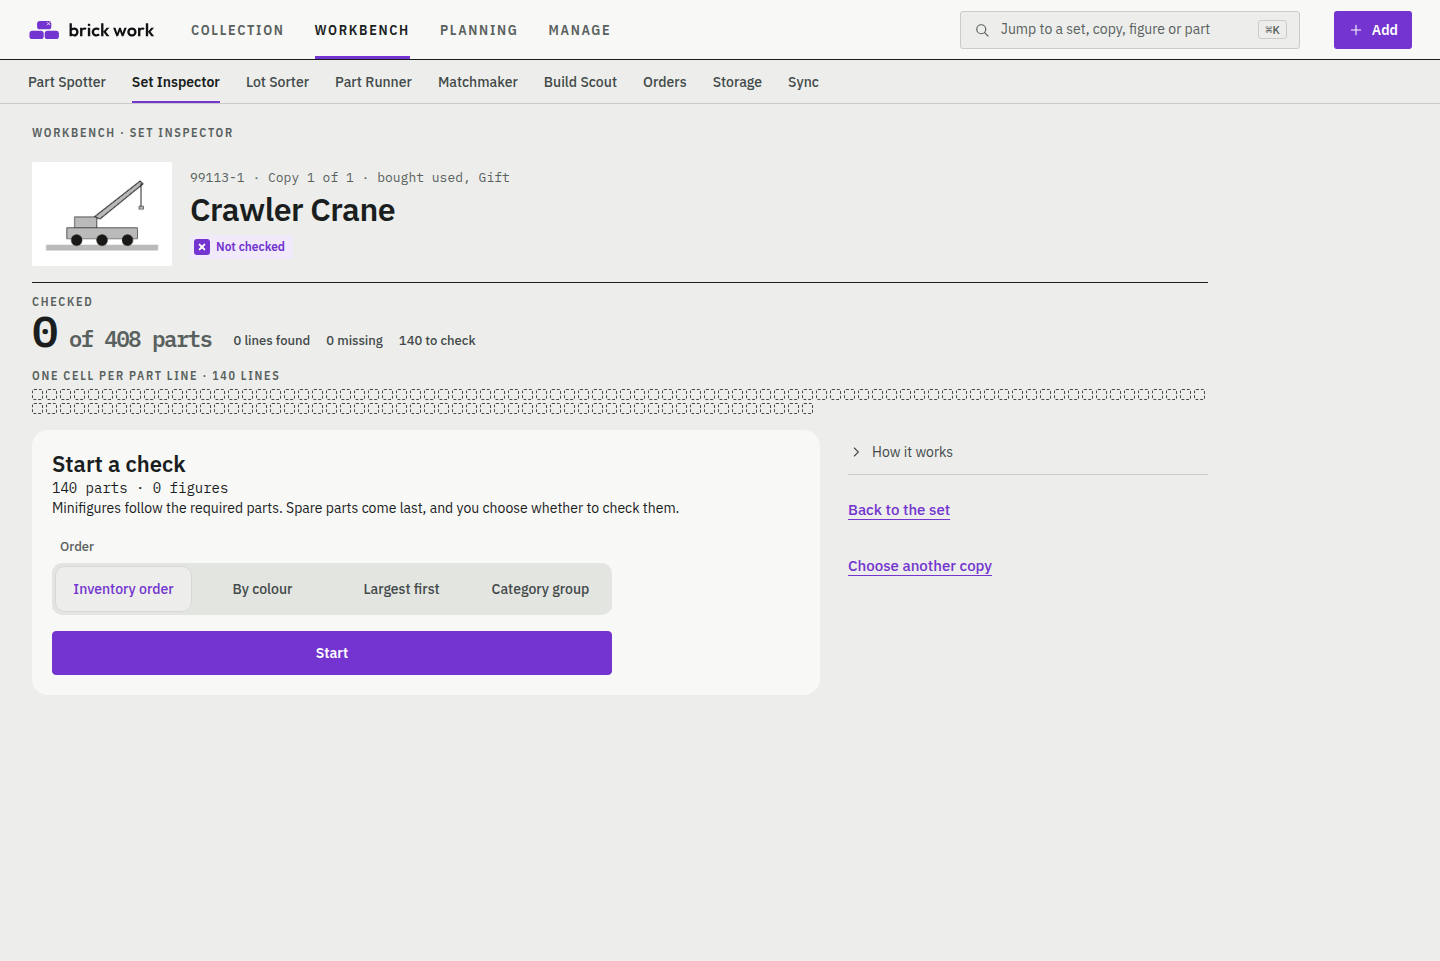 brick work
COLLECTION
WORKBENCH
PLANNING
MANAGE
Jump to a set, copy, figure or part
⌘K
Add
Part Spotter
Set Inspector
Lot Sorter
Part Runner
Matchmaker
Build Scout
Orders
Storage
Sync
WORKBENCH · SET INSPECTOR
99113-1 · Copy 1 of 1 · bought used, Gift
Crawler Crane
Not checked
CHECKED
0 of 408 parts
0 lines found
0 missing
140 to check
ONE CELL PER PART LINE · 140 LINES
Start a check
140 parts · 0 figures
Minifigures follow the required parts. Spare parts come last, and you choose whether to check them.
Order
Inventory order
By colour
Largest first
Category group
Start
How it works
Back to the set
Choose another copy